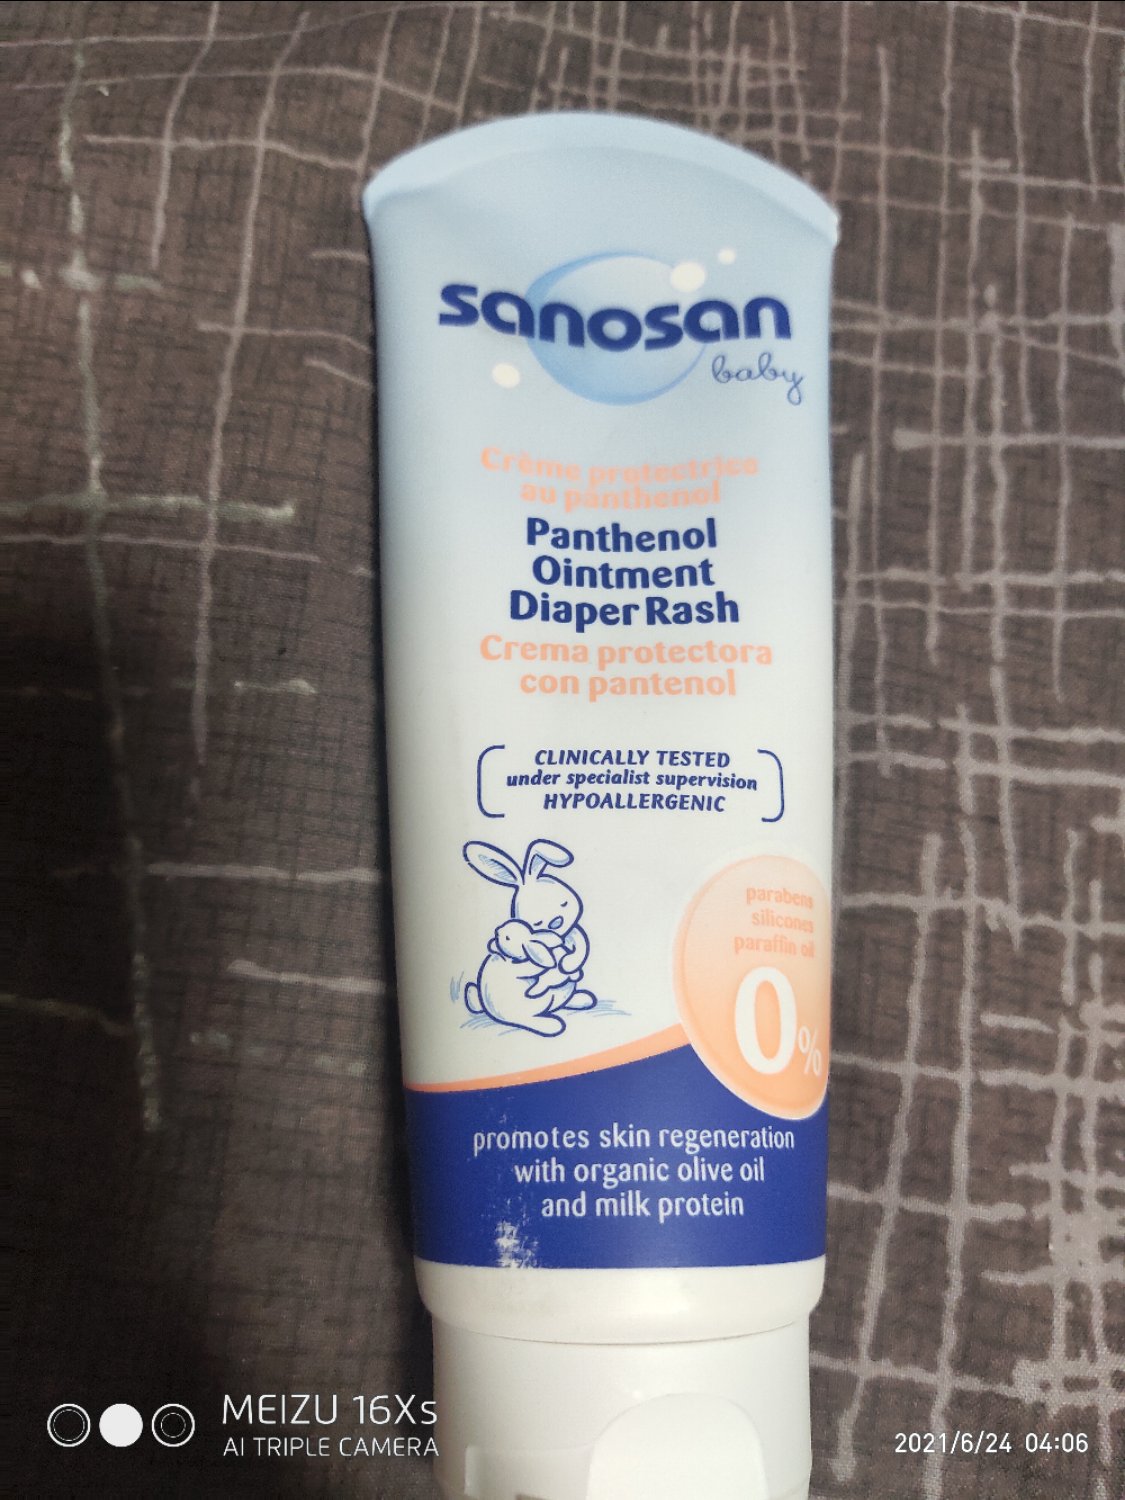 sanosan
baby
Crème protectrice
au panthenol
Panthenol
Ointment
Diaper Rash
Crema protectora
con pantenol
CLINICALLY TESTED
under specialist supervision
HYPOALLERGENIC
parabens
silicones
paraffin oil
0%
promotes skin regeneration
with organic olive oil
and milk protein
MEIZU 16Xs
AI TRIPLE CAMERA
2021/6/24 04:06